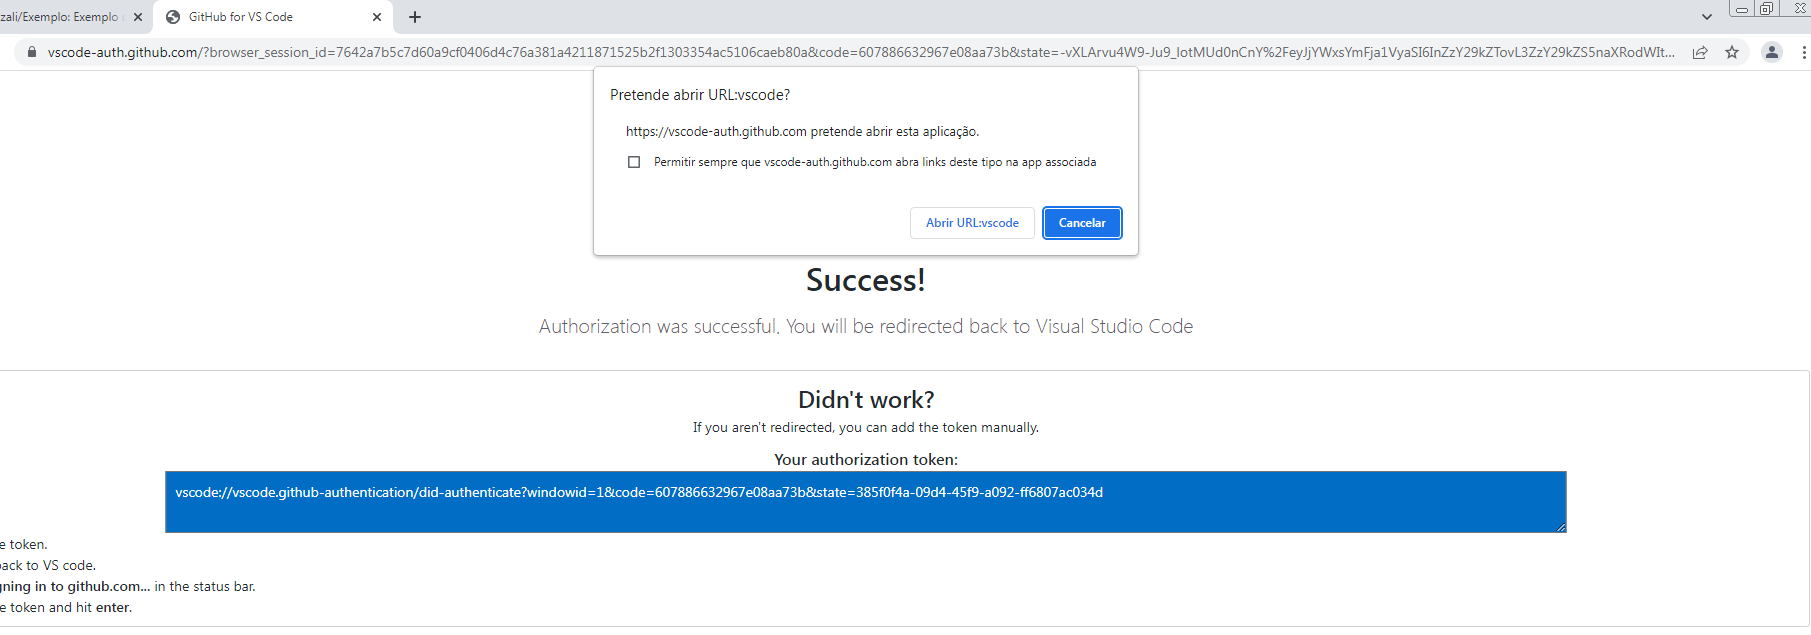 zali/Exemplo: Exemplo
GitHub for VS Code
vscode-auth.github.com/?browser_session_id=7642a7b5c7d60a9cf0406d4c76a381a4211871525b2f1303354ac5106caeb80a&code=607886632967e08aa73b&state=-vXLArvu4W9-Ju9_IotMUd0nCnY%2FeyJjYWxsYmFja1VyaSI6InZzY29kZTovL3ZzY29kZS5naXRodWIt...
Pretende abrir URL:vscode?
https://vscode-auth.github.com pretende abrir esta aplicação.
Permitir sempre que vscode-auth.github.com abra links deste tipo na app associada
Abrir URL:vscode
Cancelar
Success!
Authorization was successful. You will be redirected back to Visual Studio Code
Didn't work?
If you aren't redirected, you can add the token manually.
Your authorization token:
vscode://vscode.github-authentication/did-authenticate?windowid=1&code=607886632967e08aa73b&state=385f0f4a-09d4-45f9-a092-ff6807ac034d
e token.
back to VS code.
gning in to github.com... in the status bar.
e token and hit enter.